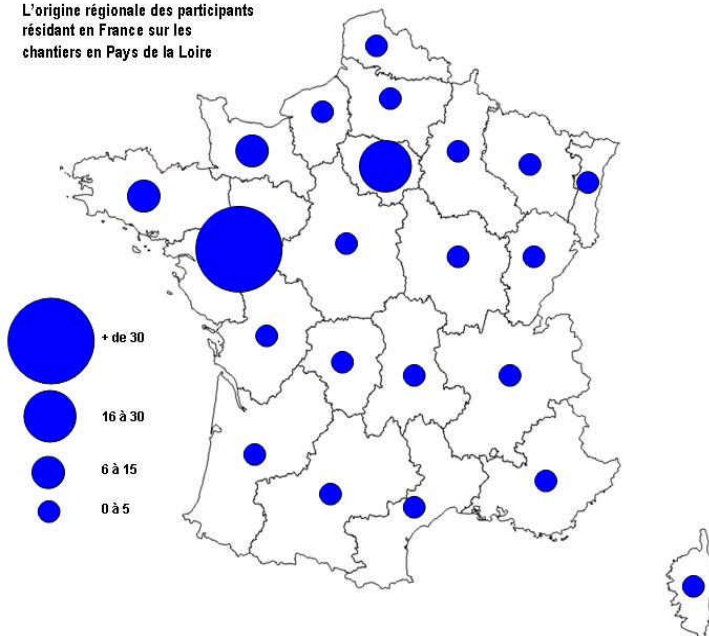 L'origine régionale des participants
résidant en France sur les
chantiers en Pays de la Loire
+ de 30
16 à 30
6 à 15
0 à 5